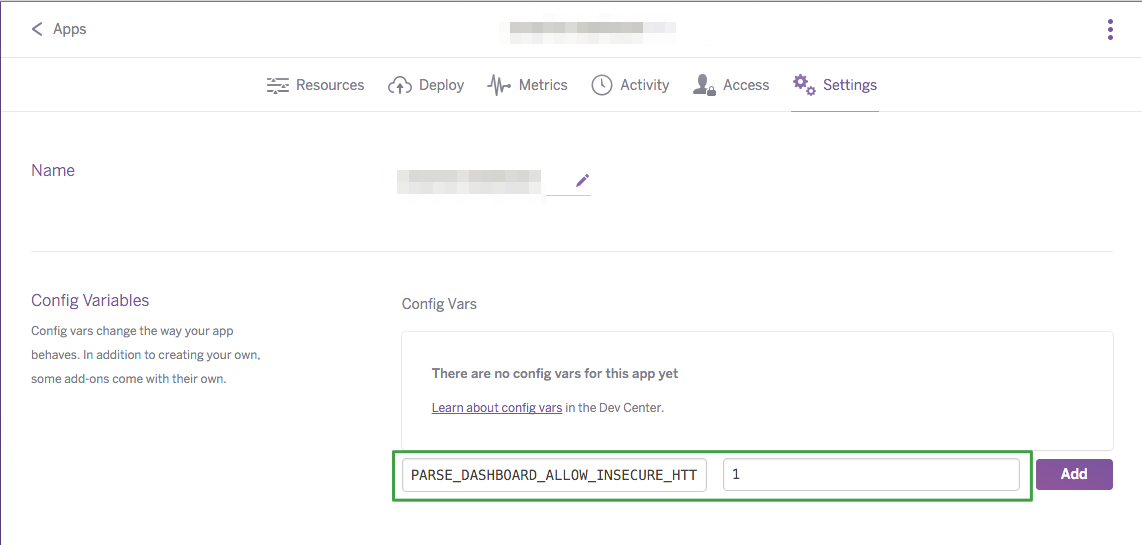 Apps
Resources Deploy Metrics Activity Access Settings
Name
Config Variables
Config vars change the way your app
behaves. In addition to creating your own,
some add-ons come with their own.
Config Vars
There are no config vars for this app yet
Learn about config vars in the Dev Center.
PARSE_DASHBOARD_ALLOW_INSECURE_HTT 1 Add